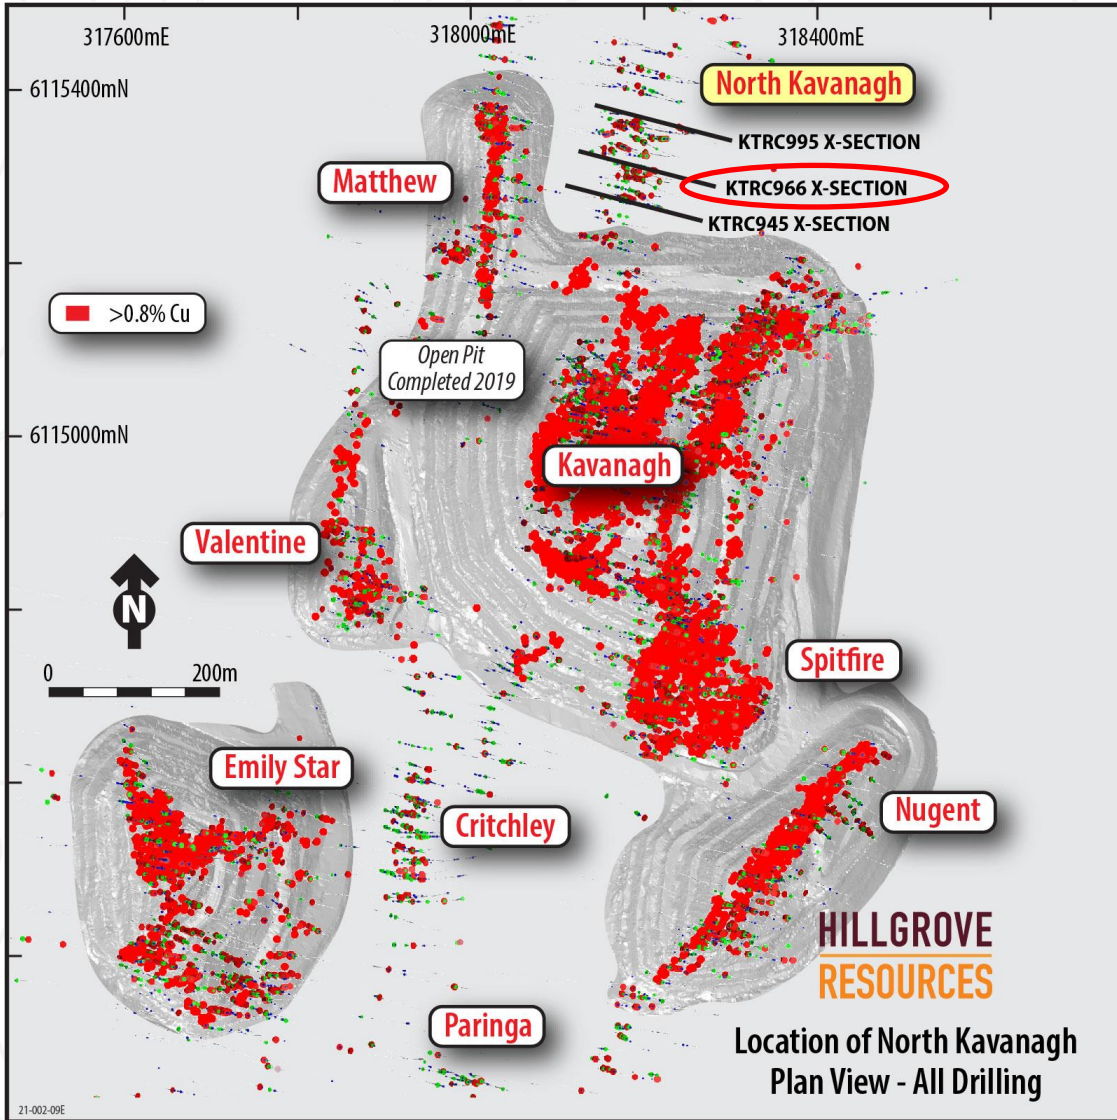 317600mE
318000mE
318400mE
6115400mN
North Kavanagh
KTRC995 X-SECTION
Matthew
KTRC966 X-SECTION
KTRC945 X-SECTION
>0.8% Cu
Open Pit
Completed 2019
6115000mN
Kavanagh
Valentine
N
Spitfire
0
200m
Emily Star
Critchley
Nugent
HILLGROVE
RESOURCES
Paringa
Location of North Kavanagh
Plan View - All Drilling
21-002-09E